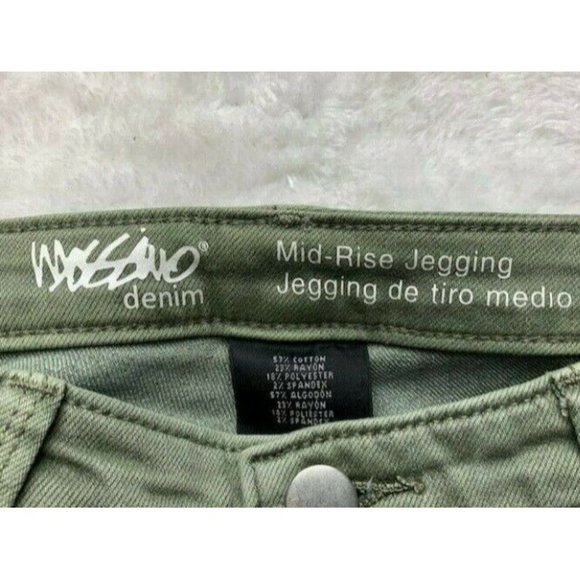 Mossimo®
denim
Mid-Rise Jegging
Jegging de tiro medio
57% COTTON
23% RAYON
18% POLYESTER
2% SPANDEX
57% ALGODÓN
23% RAYON
18% POLIESTER
2% SPANDEX